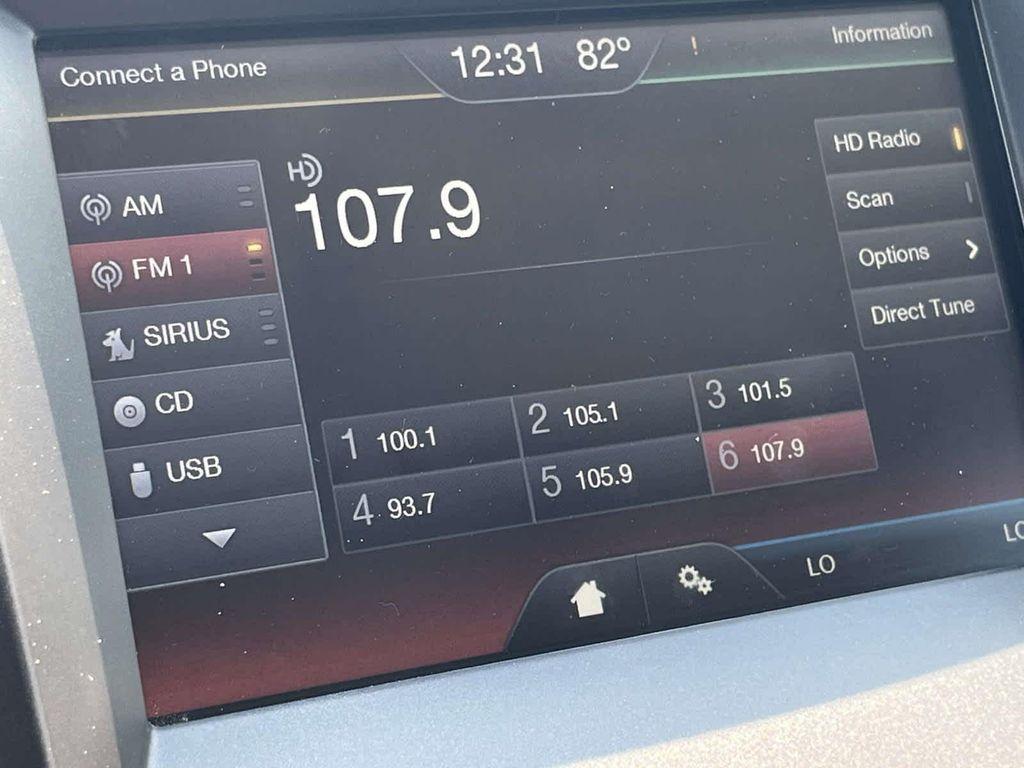 Connect a Phone
12:31 82°
!
Information
AM
FM 1
SIRIUS
CD
USB
HD
107.9
HD Radio
Scan
Options
Direct Tune
1 100.1
2 105.1
3 101.5
4 93.7
5 105.9
6 107.9
LO